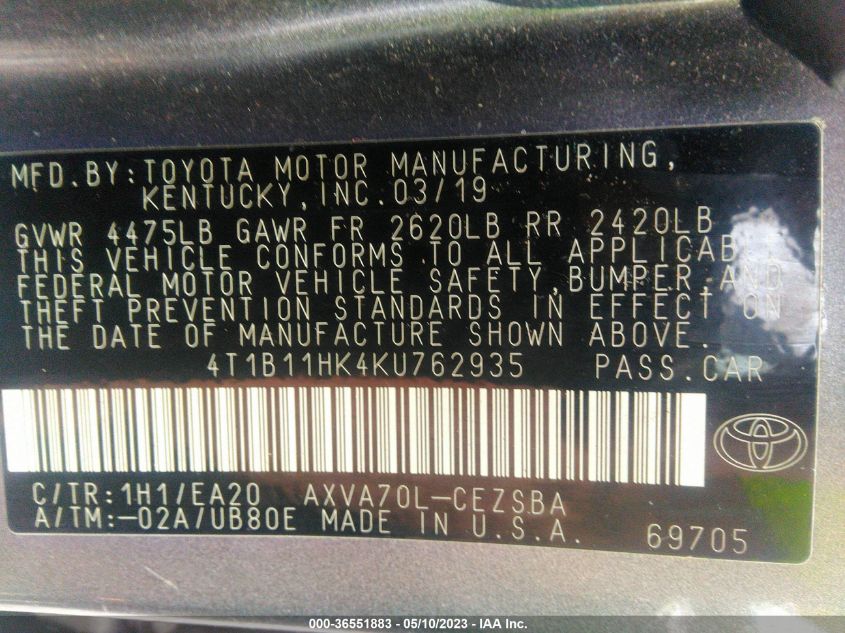 MFD.BY:TOYOTA MOTOR MANUFACTURING,
KENTUCKY,INC.03/19
GVWR 4475LB GAWR FR 2620LB RR 2420LB
THIS VEHICLE CONFORMS TO ALL APPLICAB
FEDERAL MOTOR VEHICLE SAFETY,BUMPER AND
THEFT PREVENTION STANDARDS IN EFFECT ON
THE DATE OF MANUFACTURE SHOWN ABOVE.
4T1B11HK4KU762935 PASS.CAR
C/TR:1H1/EA20 AXVA70L-CEZSBA
A/TM:-02A/UB80E MADE IN U.S.A. 69705
000-36551883 - 05/10/2023 - IAA Inc.